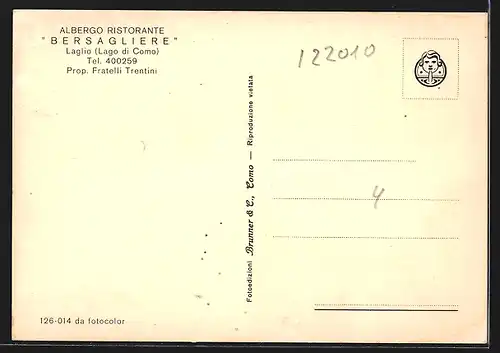 ALBERGO RISTORANTE
"BERSAGLIERE"
Laglio (Lago di Como)
Tel. 400259
Prop. Fratelli Trentini
122010
Fotoedizioni Brunner & C., Como — Riproduzione vietata
4
126-014 da fotocolor